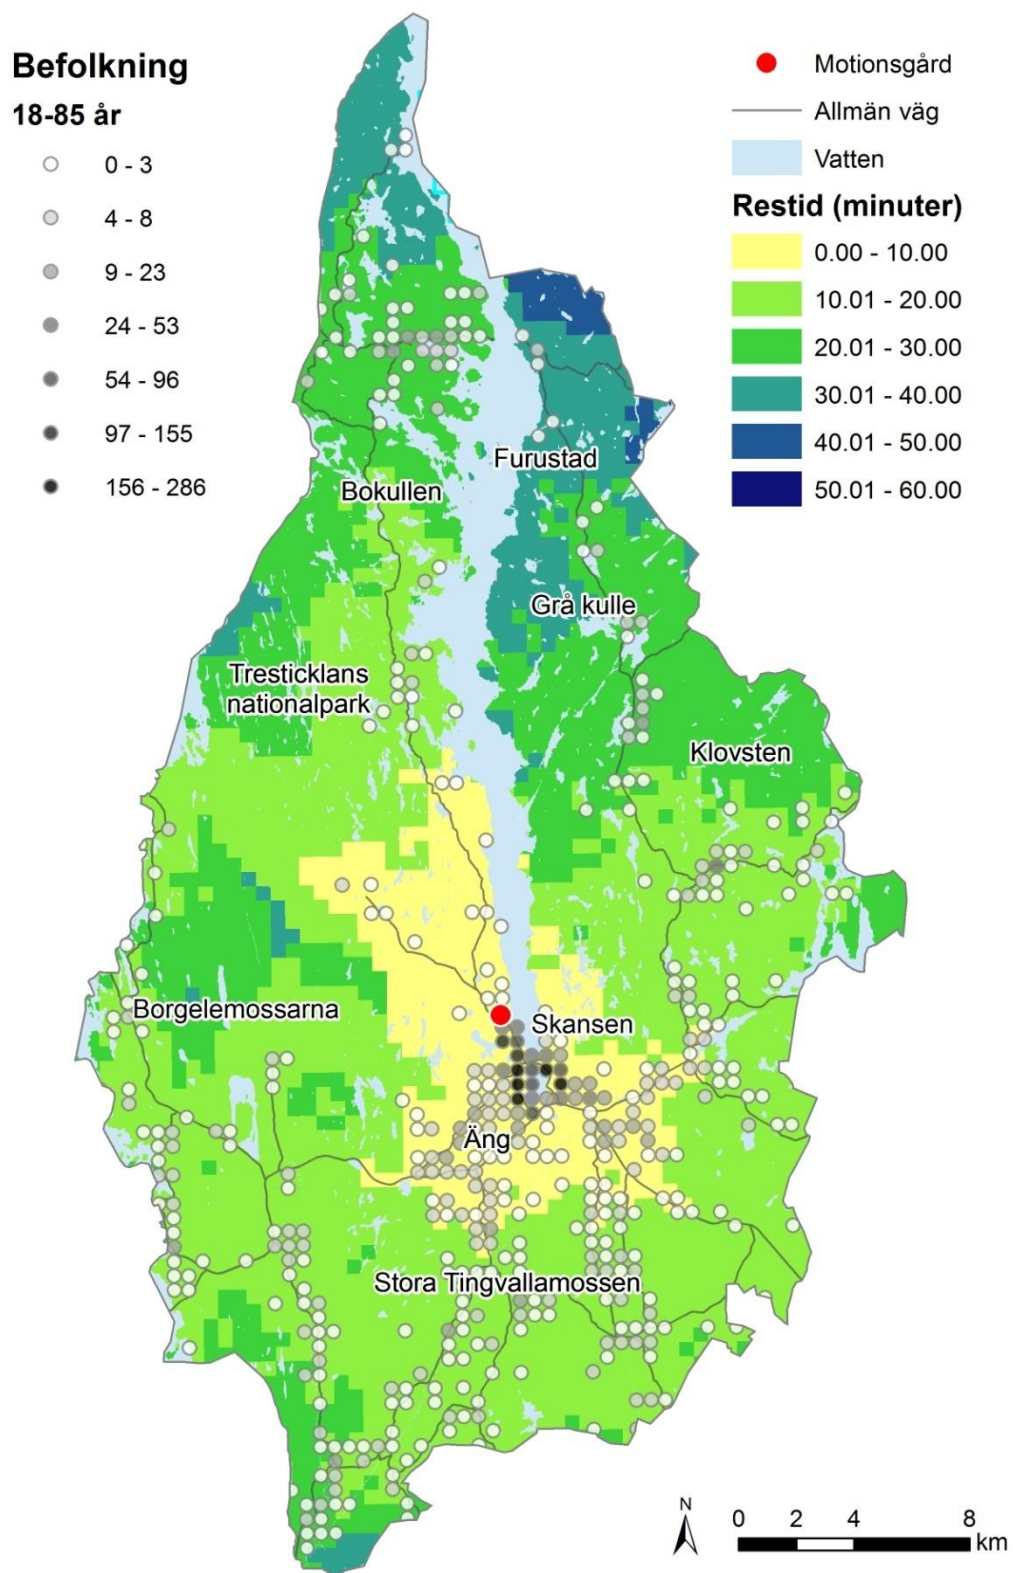 Befolkning
18-85 år
0 - 3
4 - 8
9 - 23
24 - 53
54 - 96
97 - 155
156 - 286
Motionsgård
Allmän väg
Vatten
Restid (minuter)
0.00 - 10.00
10.01 - 20.00
20.01 - 30.00
30.01 - 40.00
40.01 - 50.00
50.01 - 60.00
Furustad
Bokullen
Grå kulle
Tresticklans
nationalpark
Klovsten
Borgelemossarna
Skansen
Äng
Stora Tingvallamossen
N
0 2 4 8
km